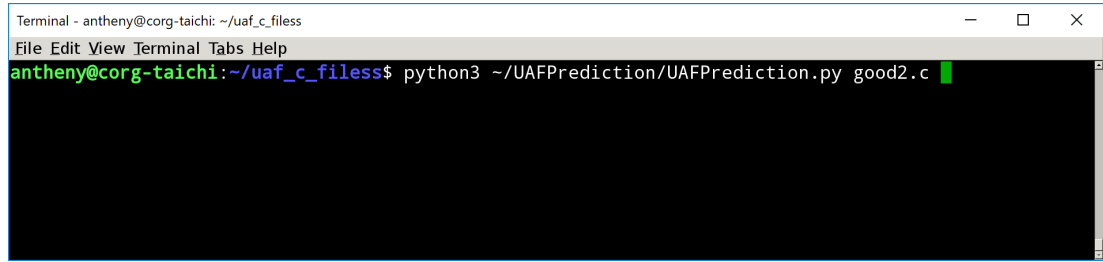 Terminal - antheny@corg-taichi: ~/uaf_c_filess
File Edit View Terminal Tabs Help
antheny@corg-taichi:~/uaf_c_filess$ python3 ~/UAFPrediction/UAFPrediction.py good2.c